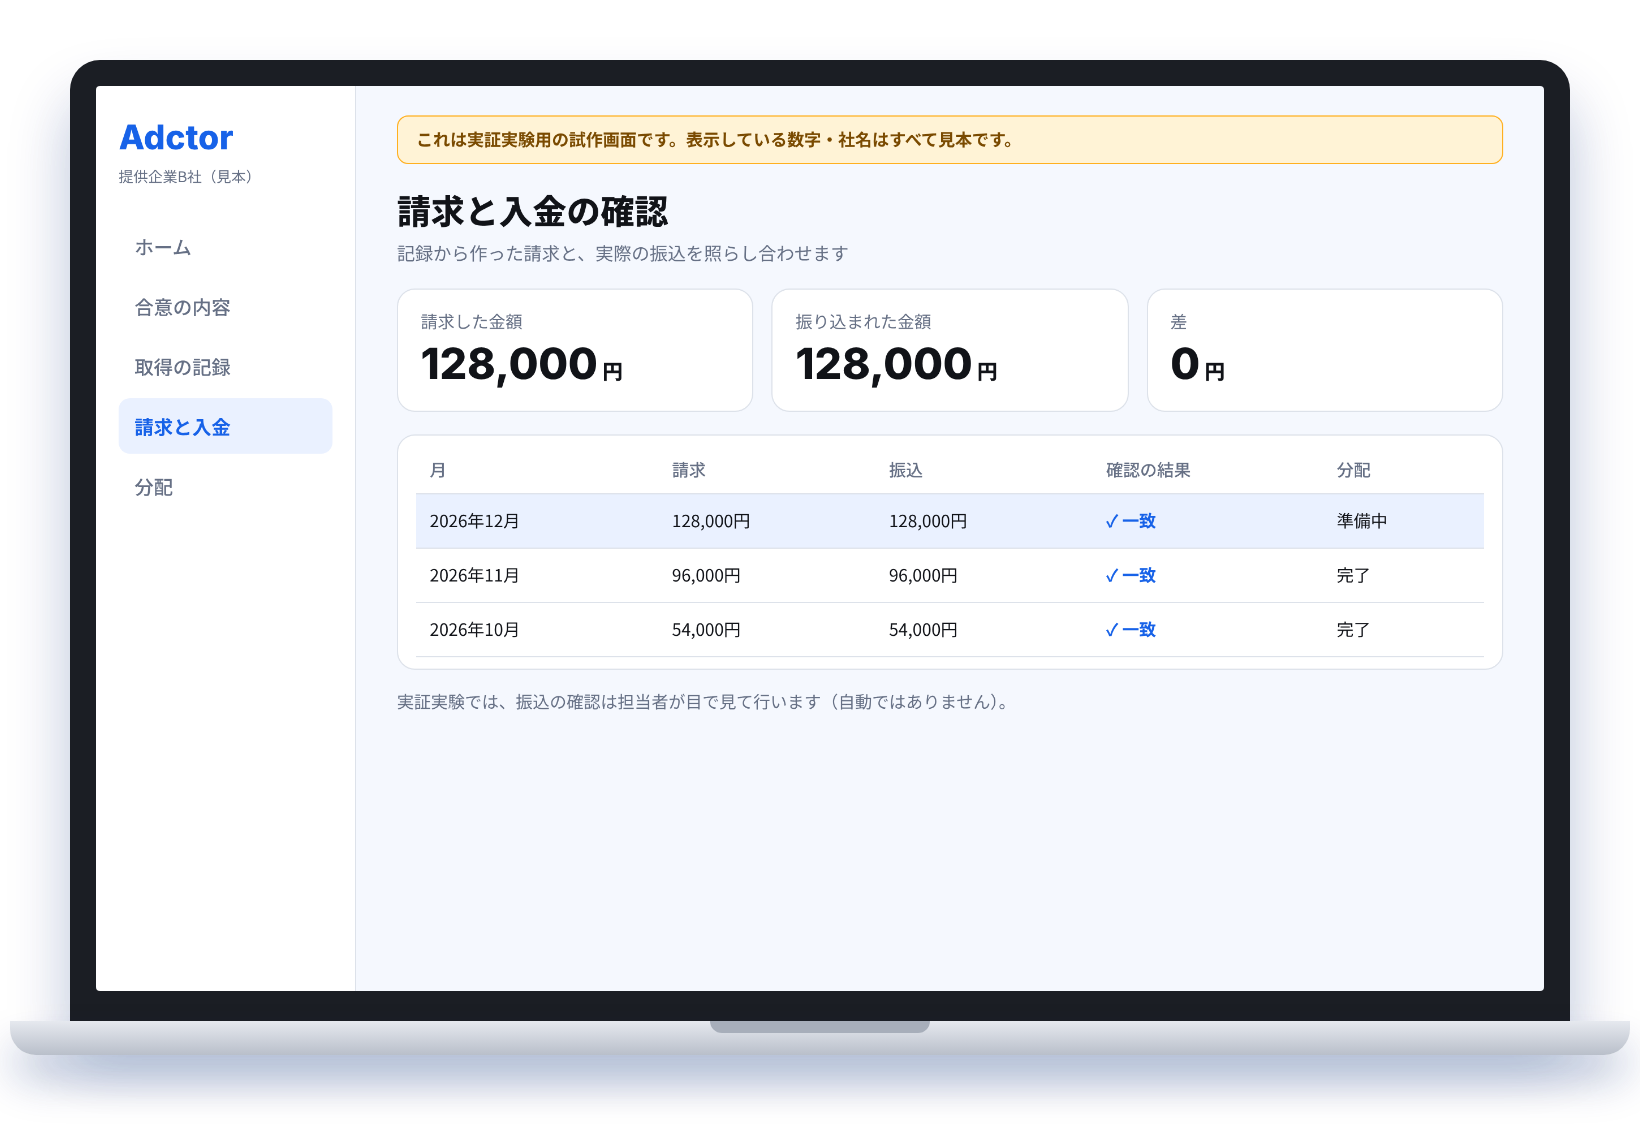 Adctor
提供企業B社（見本）
ホーム
合意の内容
取得の記録
請求と入金
分配
これは実証実験用の試作画面です。表示している数字・社名はすべて見本です。
請求と入金の確認
記録から作った請求と、実際の振込を照らし合わせます
請求した金額
128,000円
振り込まれた金額
128,000円
差
0円
月 請求 振込 確認の結果 分配
2026年12月 128,000円 128,000円 ✓一致 準備中
2026年11月 96,000円 96,000円 ✓一致 完了
2026年10月 54,000円 54,000円 ✓一致 完了
実証実験では、振込の確認は担当者が目で見て行います（自動ではありません）。